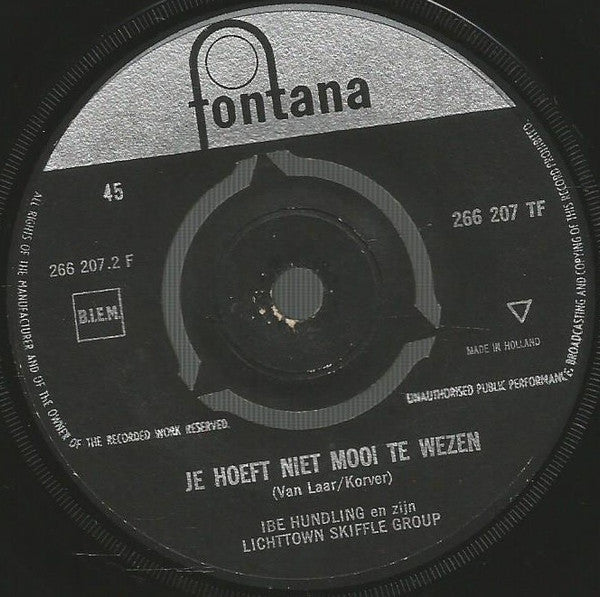 fontana
45
266 207 TF
266 207.2 F
B.I.E.M.
MADE IN HOLLAND
ALL RIGHTS OF THE MANUFACTURER AND OF THE OWNER OF THE RECORDED WORK RESERVED.
UNAUTHORISED PUBLIC PERFORMANCE, BROADCASTING AND COPYING OF THIS RECORD PROHIBITED.
JE HOEFT NIET MOOI TE WEZEN
(Van Laar/Korver)
IBE HUNDLING en zijn
LICHTTOWN SKIFFLE GROUP